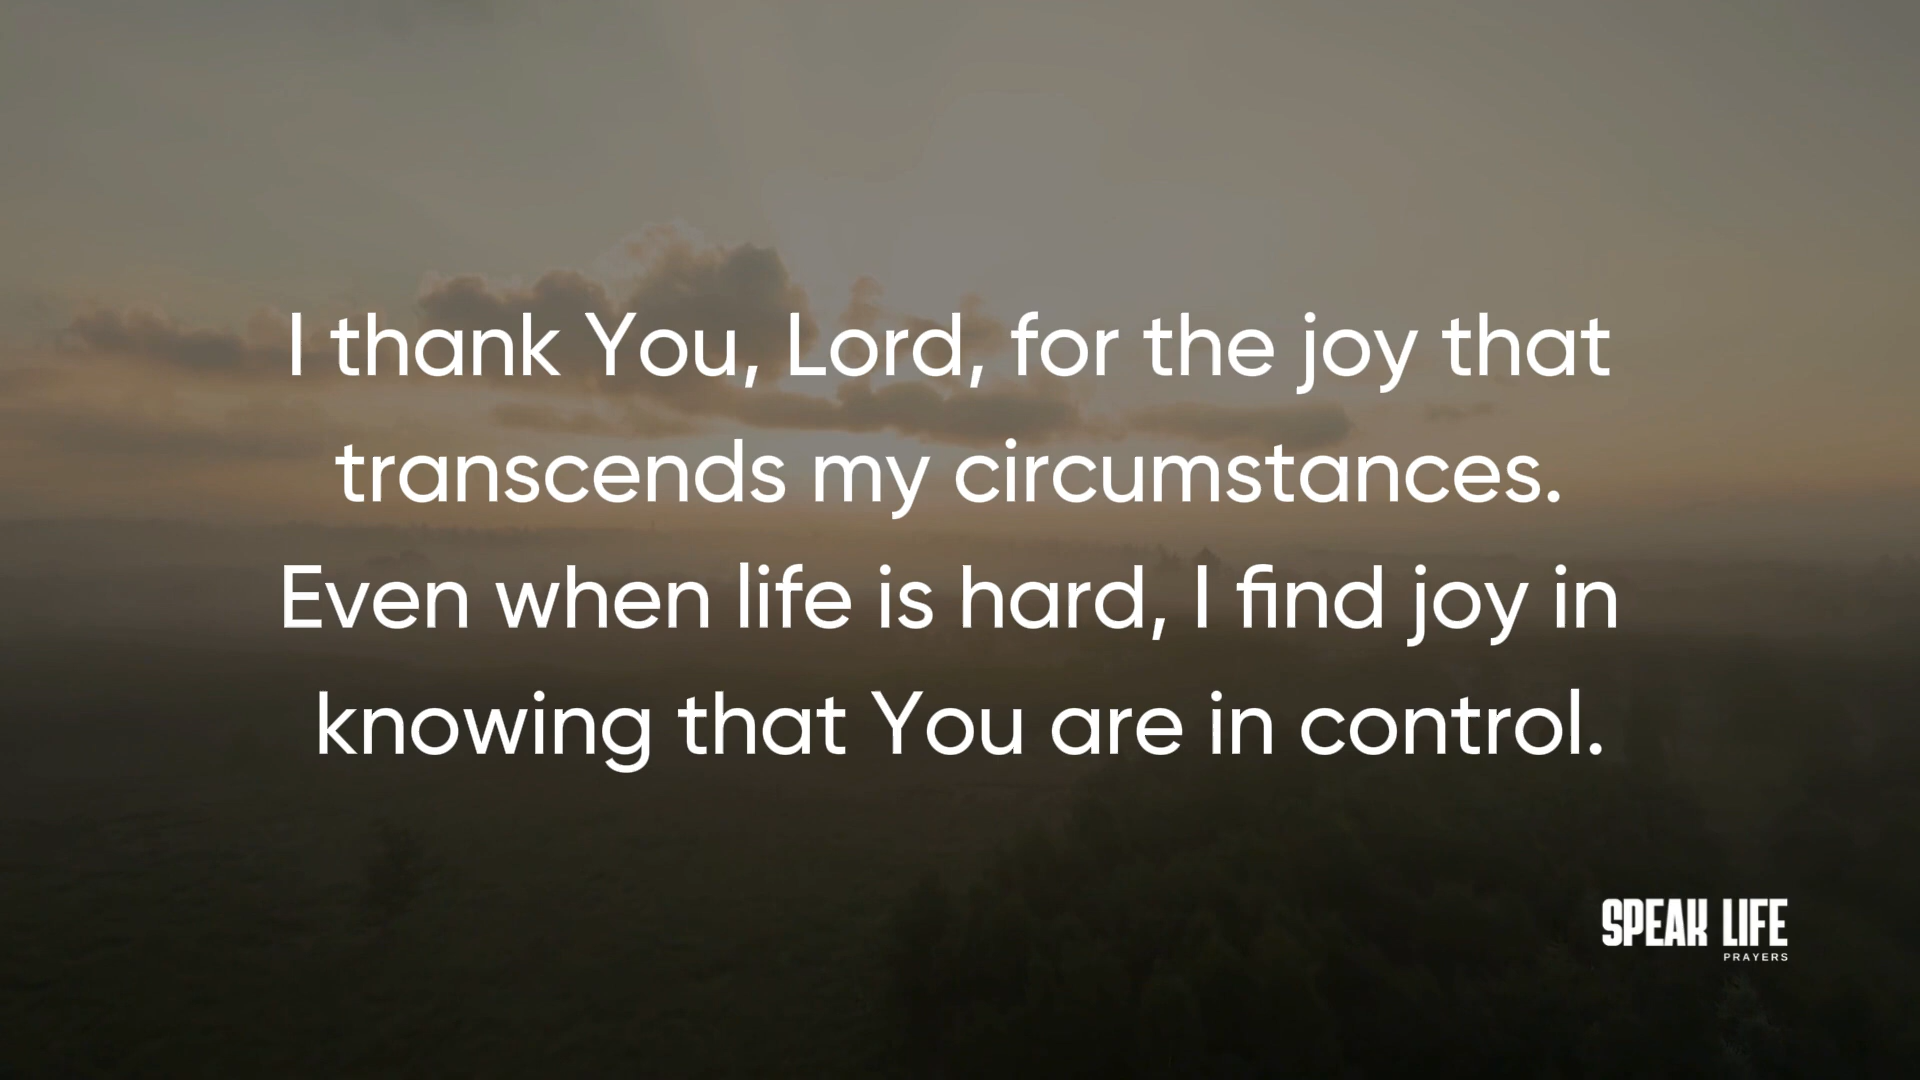 I thank You, Lord, for the joy that
transcends my circumstances.
Even when life is hard, I find joy in
knowing that You are in control.
SPEAK LIFE
PRAYERS